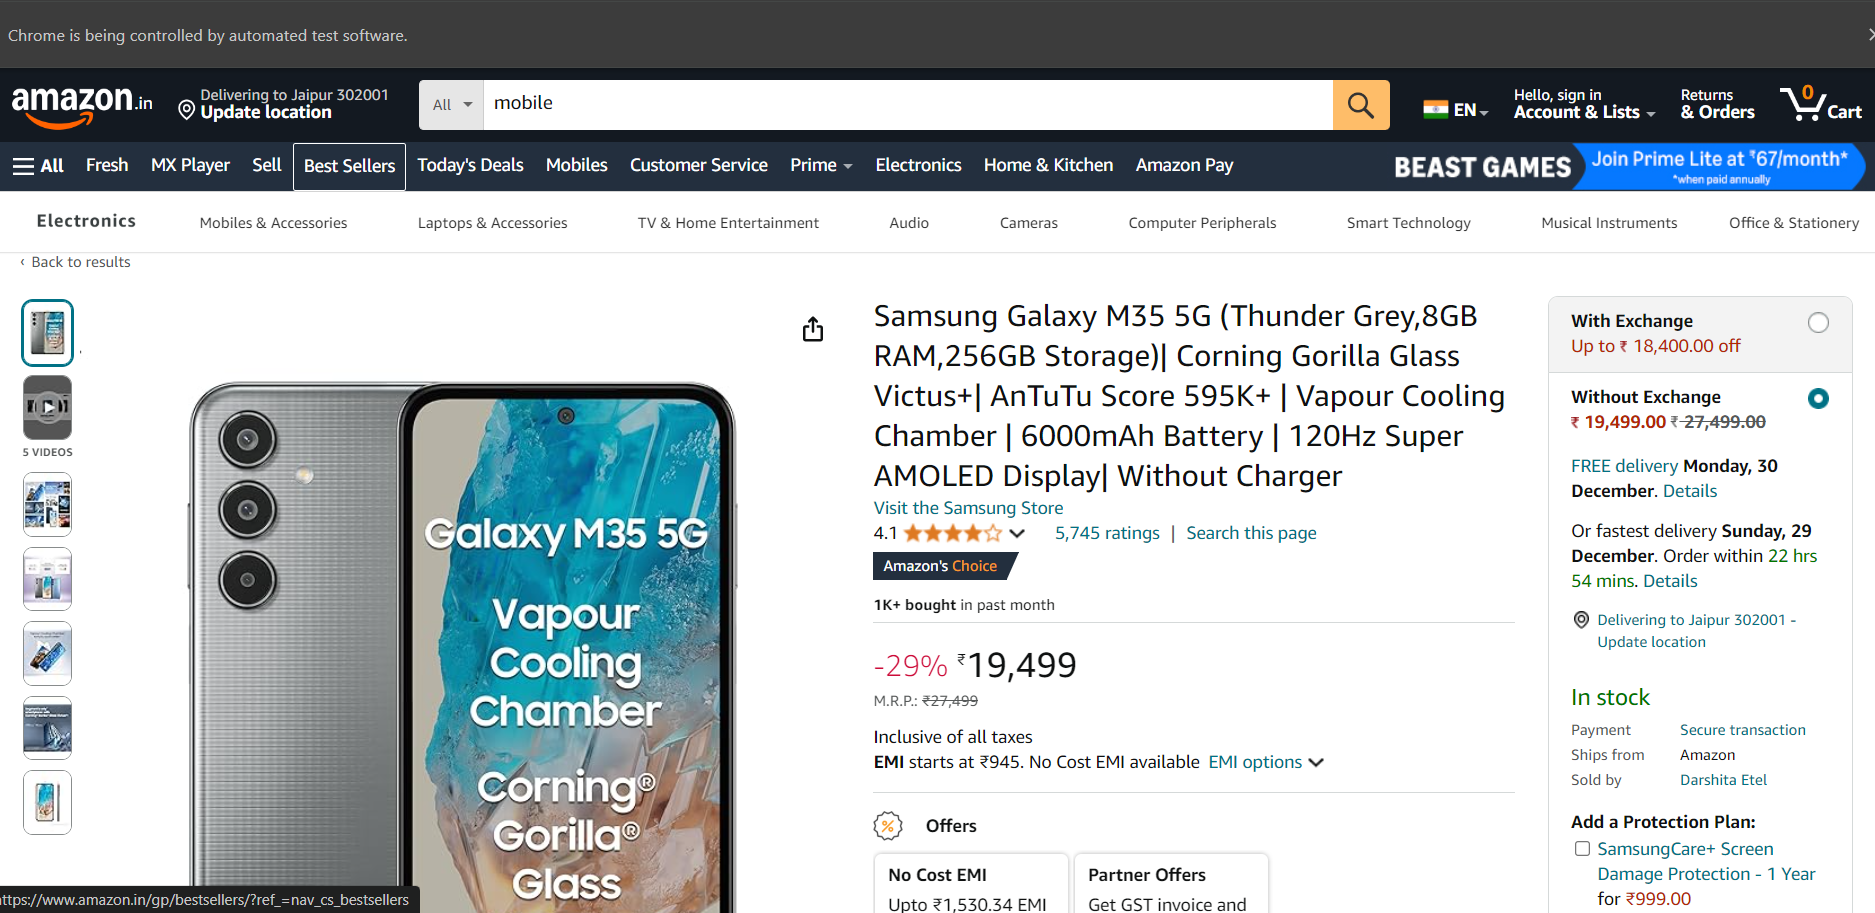 Chrome is being controlled by automated test software.
amazon.in
Delivering to Jaipur 302001
Update location
All
mobile
EN
Hello, sign in
Account & Lists
Returns
& Orders
0
Cart
All
Fresh
MX Player
Sell
Best Sellers
Today's Deals
Mobiles
Customer Service
Prime
Electronics
Home & Kitchen
Amazon Pay
BEAST GAMES
Join Prime Lite at ₹67/month*
*when paid annually
Electronics
Mobiles & Accessories
Laptops & Accessories
TV & Home Entertainment
Audio
Cameras
Computer Peripherals
Smart Technology
Musical Instruments
Office & Stationery
‹ Back to results
5 VIDEOS
Galaxy M35 5G
Vapour
Cooling
Chamber
Corning®
Gorilla®
Glass
Samsung Galaxy M35 5G (Thunder Grey,8GB
RAM,256GB Storage)| Corning Gorilla Glass
Victus+| AnTuTu Score 595K+ | Vapour Cooling
Chamber | 6000mAh Battery | 120Hz Super
AMOLED Display| Without Charger
Visit the Samsung Store
4.1
5,745 ratings | Search this page
Amazon's Choice
1K+ bought in past month
-29% ₹19,499
M.R.P.: ₹27,499
Inclusive of all taxes
EMI starts at ₹945. No Cost EMI available EMI options
Offers
No Cost EMI
Upto ₹1,530.34 EMI
Partner Offers
Get GST invoice and
With Exchange
Up to ₹ 18,400.00 off
Without Exchange
₹ 19,499.00 ₹ 27,499.00
FREE delivery Monday, 30
December. Details
Or fastest delivery Sunday, 29
December. Order within 22 hrs
54 mins. Details
Delivering to Jaipur 302001 -
Update location
In stock
Payment Secure transaction
Ships from Amazon
Sold by Darshita Etel
Add a Protection Plan:
SamsungCare+ Screen
Damage Protection - 1 Year
for ₹999.00
ttps://www.amazon.in/gp/bestsellers/?ref_=nav_cs_bestsellers